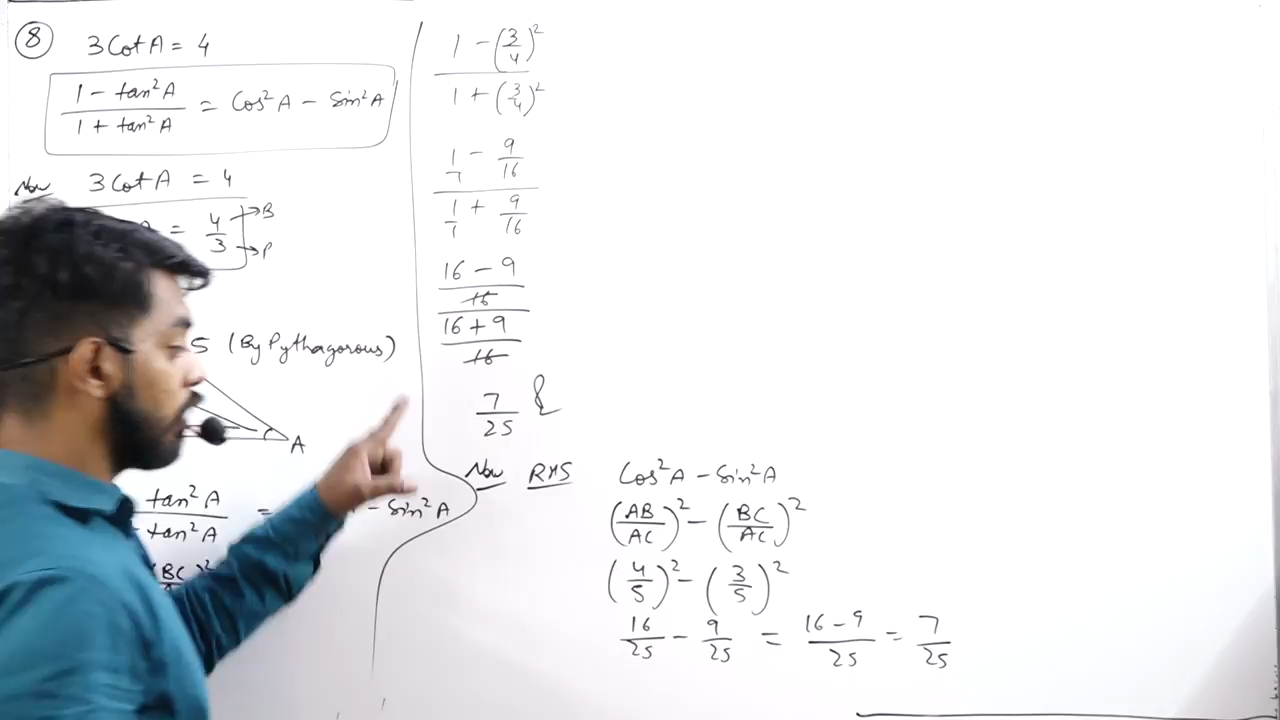 8 3 Cot A = 4
1 - tan²A / 1 + tan²A = Cos²A - Sin²A
Now 3 Cot A = 4
A = 4/3 → B → P
5 (By Pythagorous)
A
tan²A / - tan²A = - Sin²A
(BC
1 - (3/4)² / 1 + (3/4)²
1/1 - 9/16 / 1/1 + 9/16
16 - 9 / 16 / 16 + 9 / 16
7/25
Now RHS Cos²A - Sin²A
(AB/AC)² - (BC/AC)²
(4/5)² - (3/5)²
16/25 - 9/25 = 16 - 9/25 = 7/25